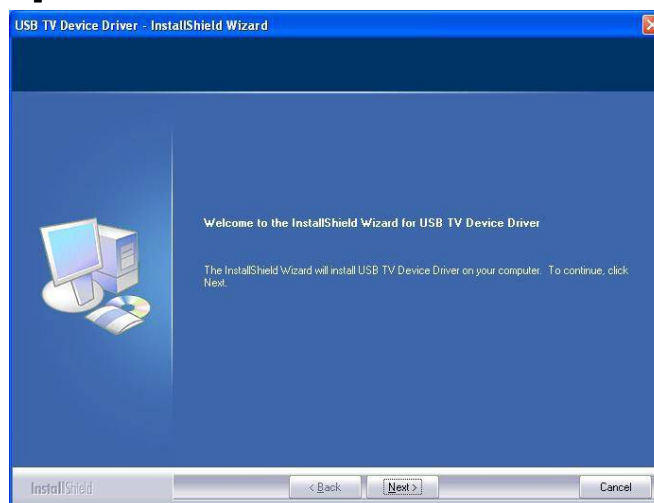 USB TV Device Driver - InstallShield Wizard
Welcome to the InstallShield Wizard for USB TV Device Driver
The InstallShield Wizard will install USB TV Device Driver on your computer. To continue, click
Next.
InstallShield
< Back
Next >
Cancel